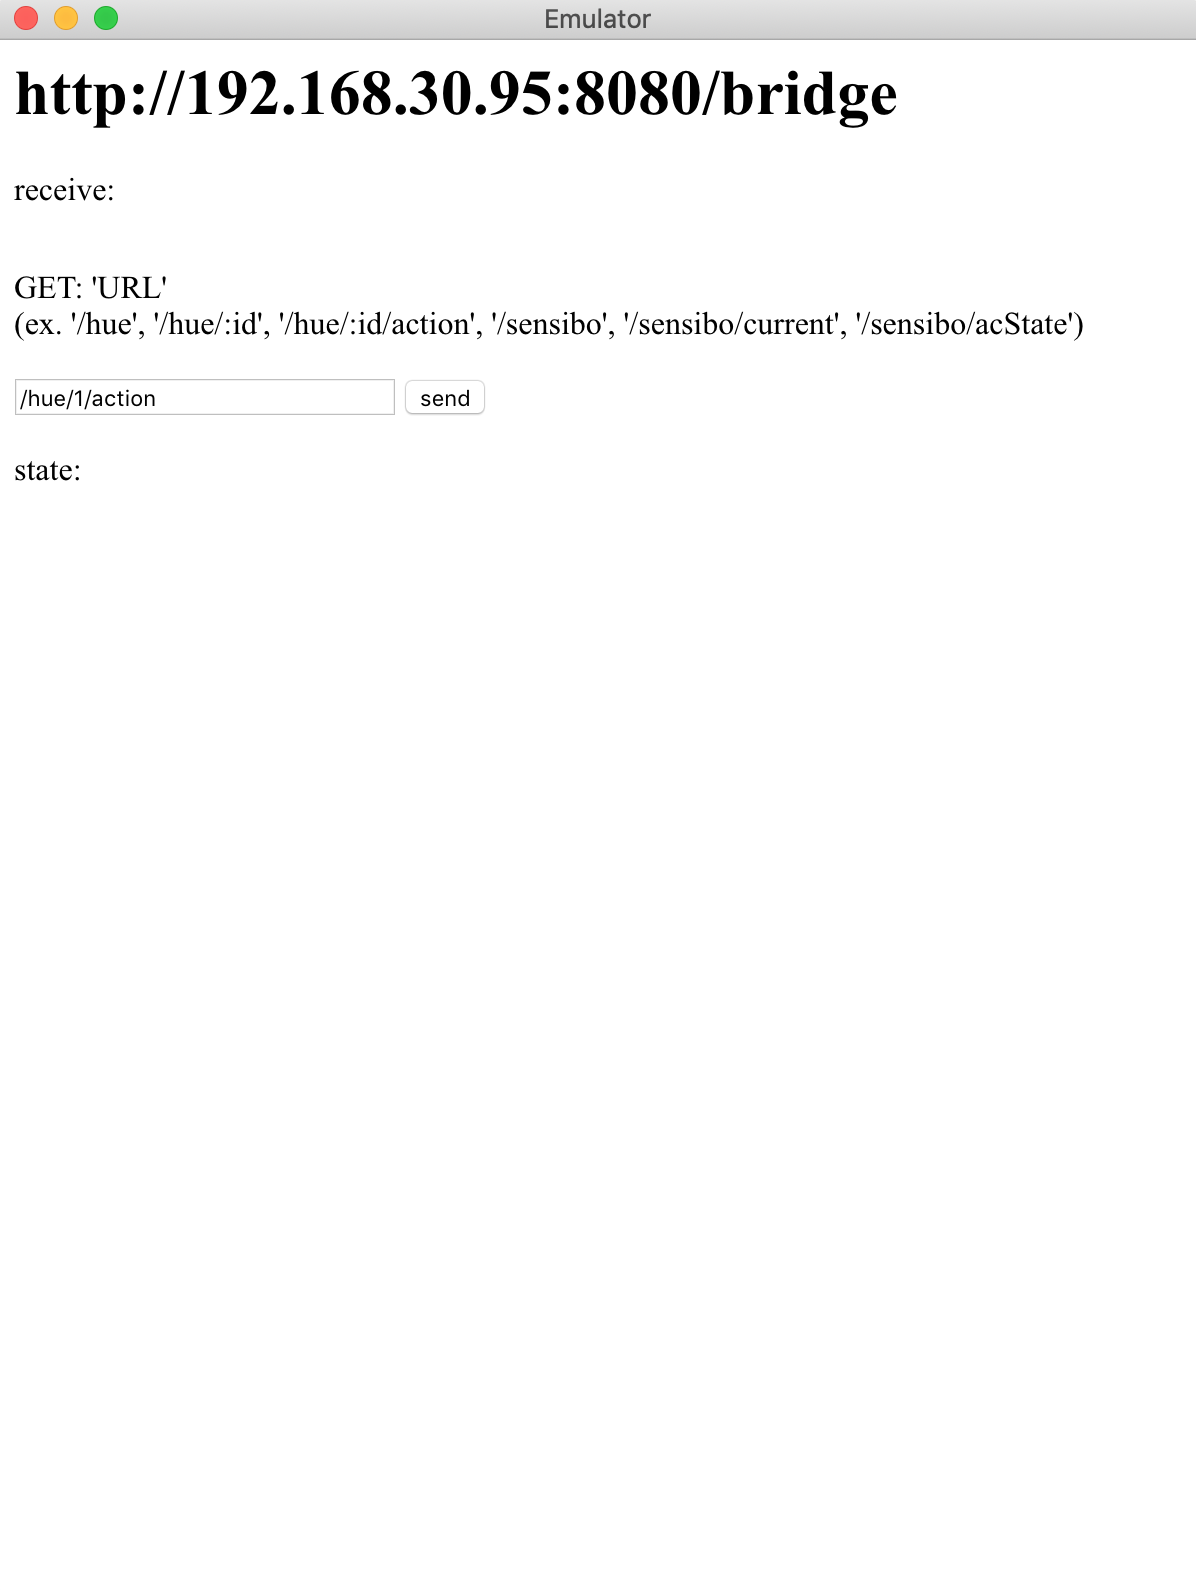 Emulator
http://192.168.30.95:8080/bridge
receive:
GET: 'URL'
(ex. '/hue', '/hue/:id', '/hue/:id/action', '/sensibo', '/sensibo/current', '/sensibo/acState')
/hue/1/action send
state: